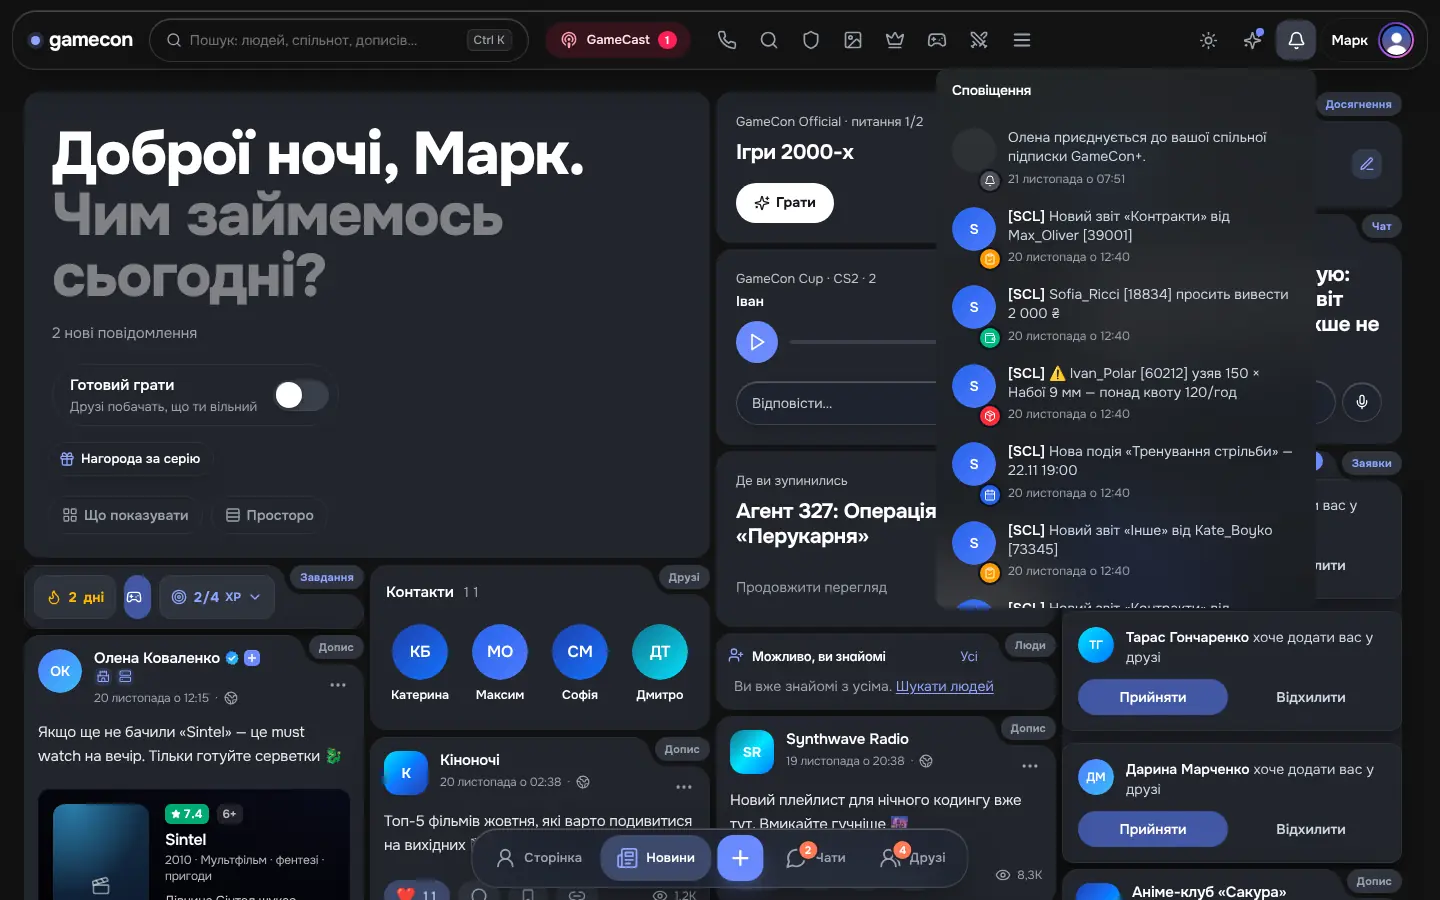 gamecon
Пошук: людей, спільнот, дописів…
Ctrl K
GameCast 1
Марк
Доброї ночі, Марк.
Чим займемось
сьогодні?
2 нові повідомлення
Готовий грати
Друзі побачать, що ти вільний
Нагорода за серію
Що показувати
Просторо
GameCon Official · питання 1/2
Ігри 2000-х
Грати
GameCon Cup · CS2 · 2
Іван
Відповісти…
Де ви зупинились
Агент 327: Операція
«Перукарня»
Продовжити перегляд
Сповіщення
Олена приєднується до вашої спільної
підписки GameCon+.
21 листопада о 07:51
S
[SCL] Новий звіт «Контракти» від
Max_Oliver [39001]
20 листопада о 12:40
S
[SCL] Sofia_Ricci [18834] просить вивести
2 000 ₴
20 листопада о 12:40
S
[SCL] ⚠️ Ivan_Polar [60212] узяв 150 ×
Набої 9 мм — понад квоту 120/год
20 листопада о 12:40
S
[SCL] Нова подія «Тренування стрільби» —
22.11 19:00
20 листопада о 12:40
S
[SCL] Новий звіт «Інше» від Kate_Boyko
[73345]
20 листопада о 12:40
[SCL] Новий звіт «Контракти» від
Досягнення
Чат
ую:
віт
кше не
Заявки
и вас у
лити
Завдання
2 дні
2/4 XP
Допис
ОК
Олена Коваленко
20 листопада о 12:15 ·
Якщо ще не бачили «Sintel» — це must
watch на вечір. Тільки готуйте серветки 🐉
7.4
6+
Sintel
2010 · Мультфільм · фентезі ·
пригоди
Друзі
Контакти 11
КБ
Катерина
МО
Максим
СМ
Софія
ДТ
Дмитро
Допис
К
Кіноночі
20 листопада о 02:38 ·
Топ-5 фільмів жовтня, які варто подивитися
на вихідних
11
1,2K
Люди
Можливо, ви знайомі
Усі
Ви вже знайомі з усіма. Шукати людей
Допис
SR
Synthwave Radio
19 листопада о 20:38 ·
Новий плейлист для нічного кодингу вже
тут. Вмикайте гучніше 🌆
8,3K
ТГ
Тарас Гончаренко хоче додати вас у
друзі
Прийняти
Відхилити
ДМ
Дарина Марченко хоче додати вас у
друзі
Прийняти
Відхилити
Допис
Аніме-клуб «Сакура»
Сторінка
Новини
2
Чати
4
Друзі